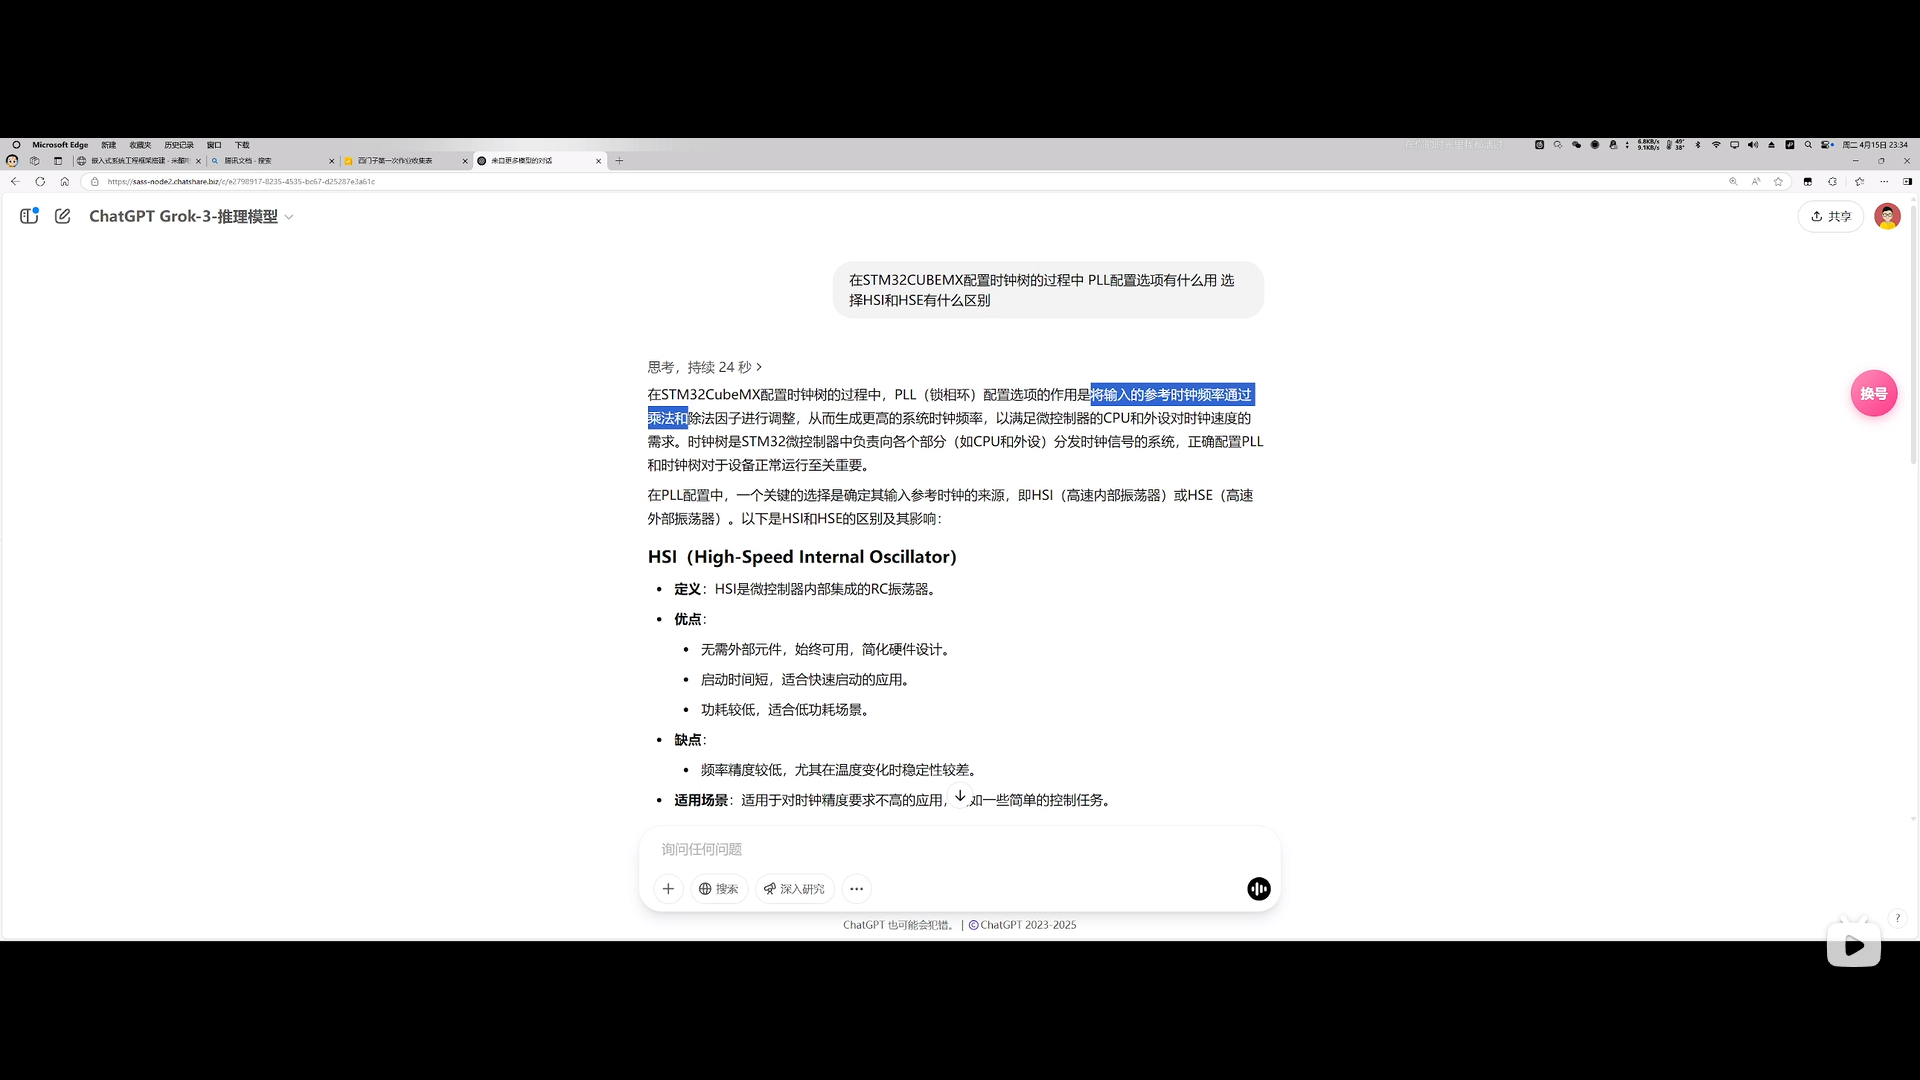 Microsoft Edge 新建 收藏夹 历史记录 窗口 下载
6.8KB/s 9.1KB/s 49° 38° 周二 4月15日 23:34
嵌入式系统工程框架搭建 - 米醋
腾讯文档 - 搜索
西门子第一次作业收集表
来自更多模型的对话
https://sass-node2.chatshare.biz/c/e2798917-8235-4535-bc67-d25287e3a61c
ChatGPT Grok-3-推理模型
共享
在STM32CUBEMX配置时钟树的过程中 PLL配置选项有什么用 选
择HSI和HSE有什么区别
思考，持续 24 秒
在STM32CubeMX配置时钟树的过程中，PLL（锁相环）配置选项的作用是将输入的参考时钟频率通过
乘法和除法因子进行调整，从而生成更高的系统时钟频率，以满足微控制器的CPU和外设对时钟速度的
需求。时钟树是STM32微控制器中负责向各个部分（如CPU和外设）分发时钟信号的系统，正确配置PLL
和时钟树对于设备正常运行至关重要。
换号
在PLL配置中，一个关键的选择是确定其输入参考时钟的来源，即HSI（高速内部振荡器）或HSE（高速
外部振荡器）。以下是HSI和HSE的区别及其影响：
HSI（High-Speed Internal Oscillator）
定义：HSI是微控制器内部集成的RC振荡器。
优点：
无需外部元件，始终可用，简化硬件设计。
启动时间短，适合快速启动的应用。
功耗较低，适合低功耗场景。
缺点：
频率精度较低，尤其在温度变化时稳定性较差。
适用场景：适用于对时钟精度要求不高的应用，如一些简单的控制任务。
询问任何问题
搜索 深入研究
ChatGPT 也可能会犯错。 | © ChatGPT 2023-2025
?